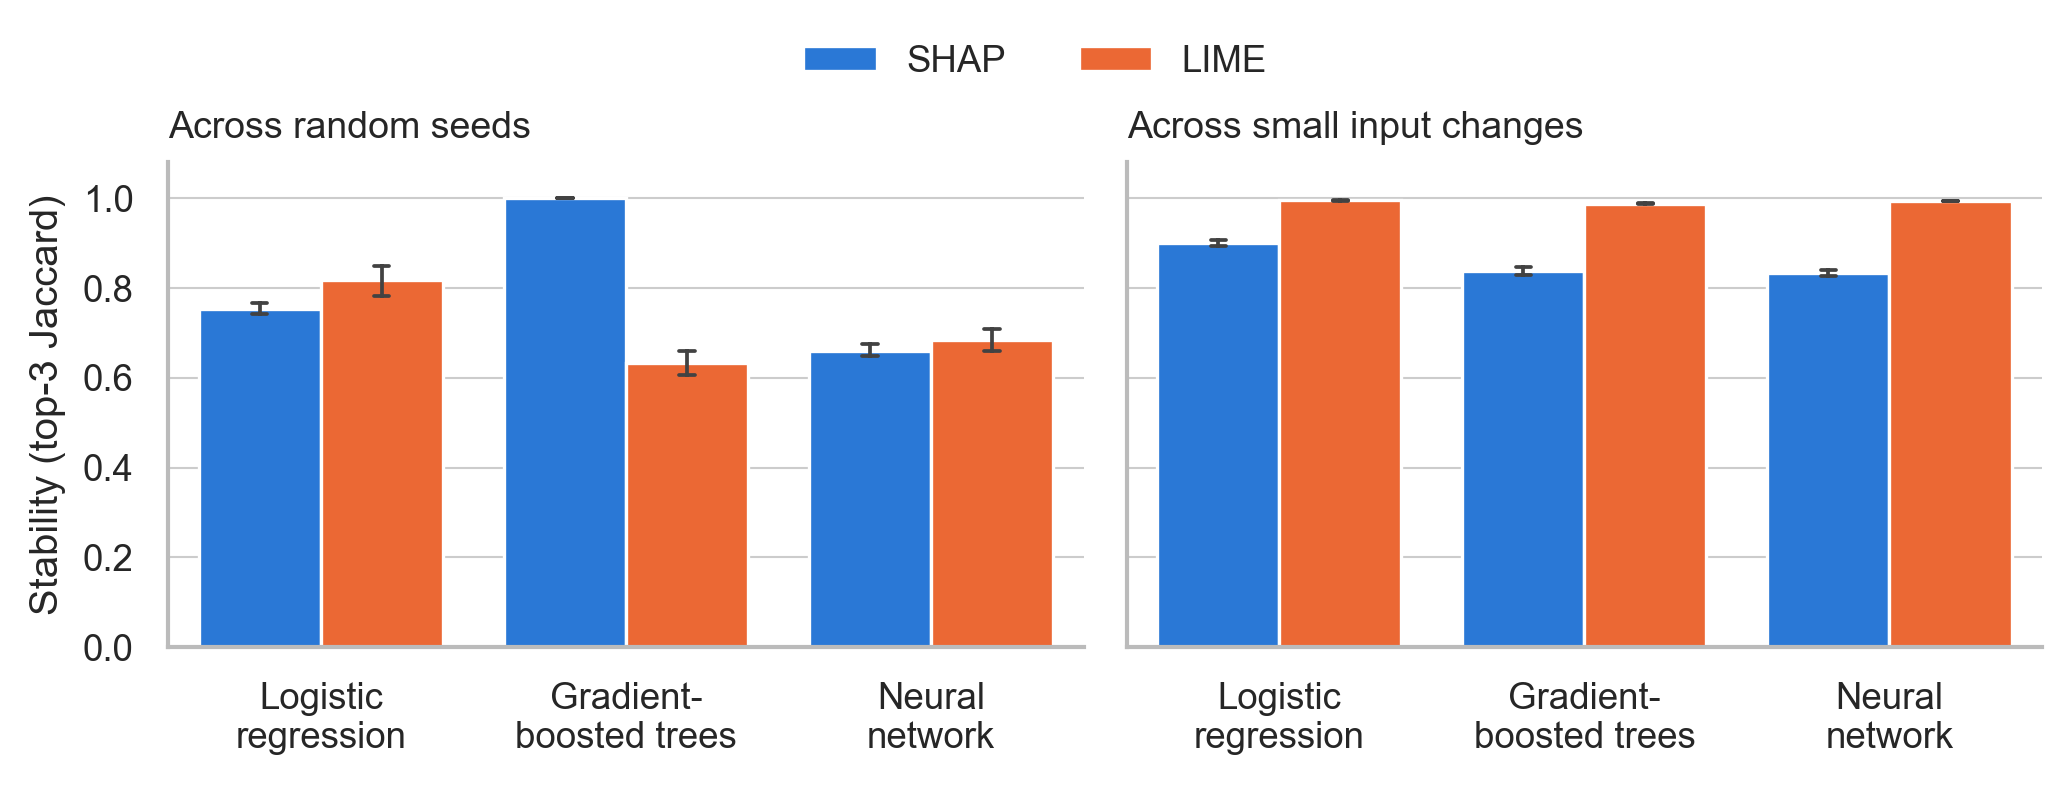 SHAP LIME
Across random seeds
Across small input changes
Stability (top-3 Jaccard)
1.0
0.8
0.6
0.4
0.2
0.0
Logistic
regression
Gradient-
boosted trees
Neural
network
Logistic
regression
Gradient-
boosted trees
Neural
network